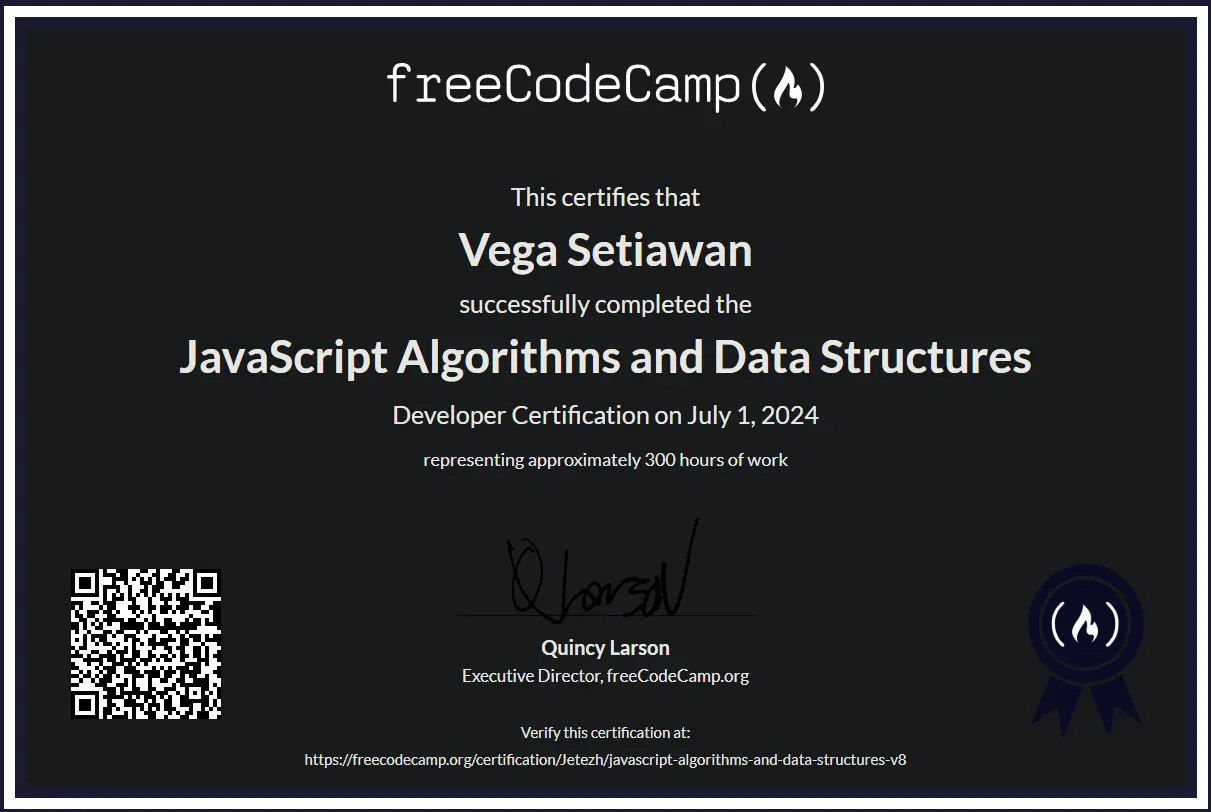 freeCodeCamp
This certifies that
Vega Setiawan
successfully completed the
JavaScript Algorithms and Data Structures
Developer Certification on July 1, 2024
representing approximately 300 hours of work
Q Larson
Quincy Larson
Executive Director, freeCodeCamp.org
Verify this certification at:
https://freecodecamp.org/certification/Jetezh/javascript-algorithms-and-data-structures-v8